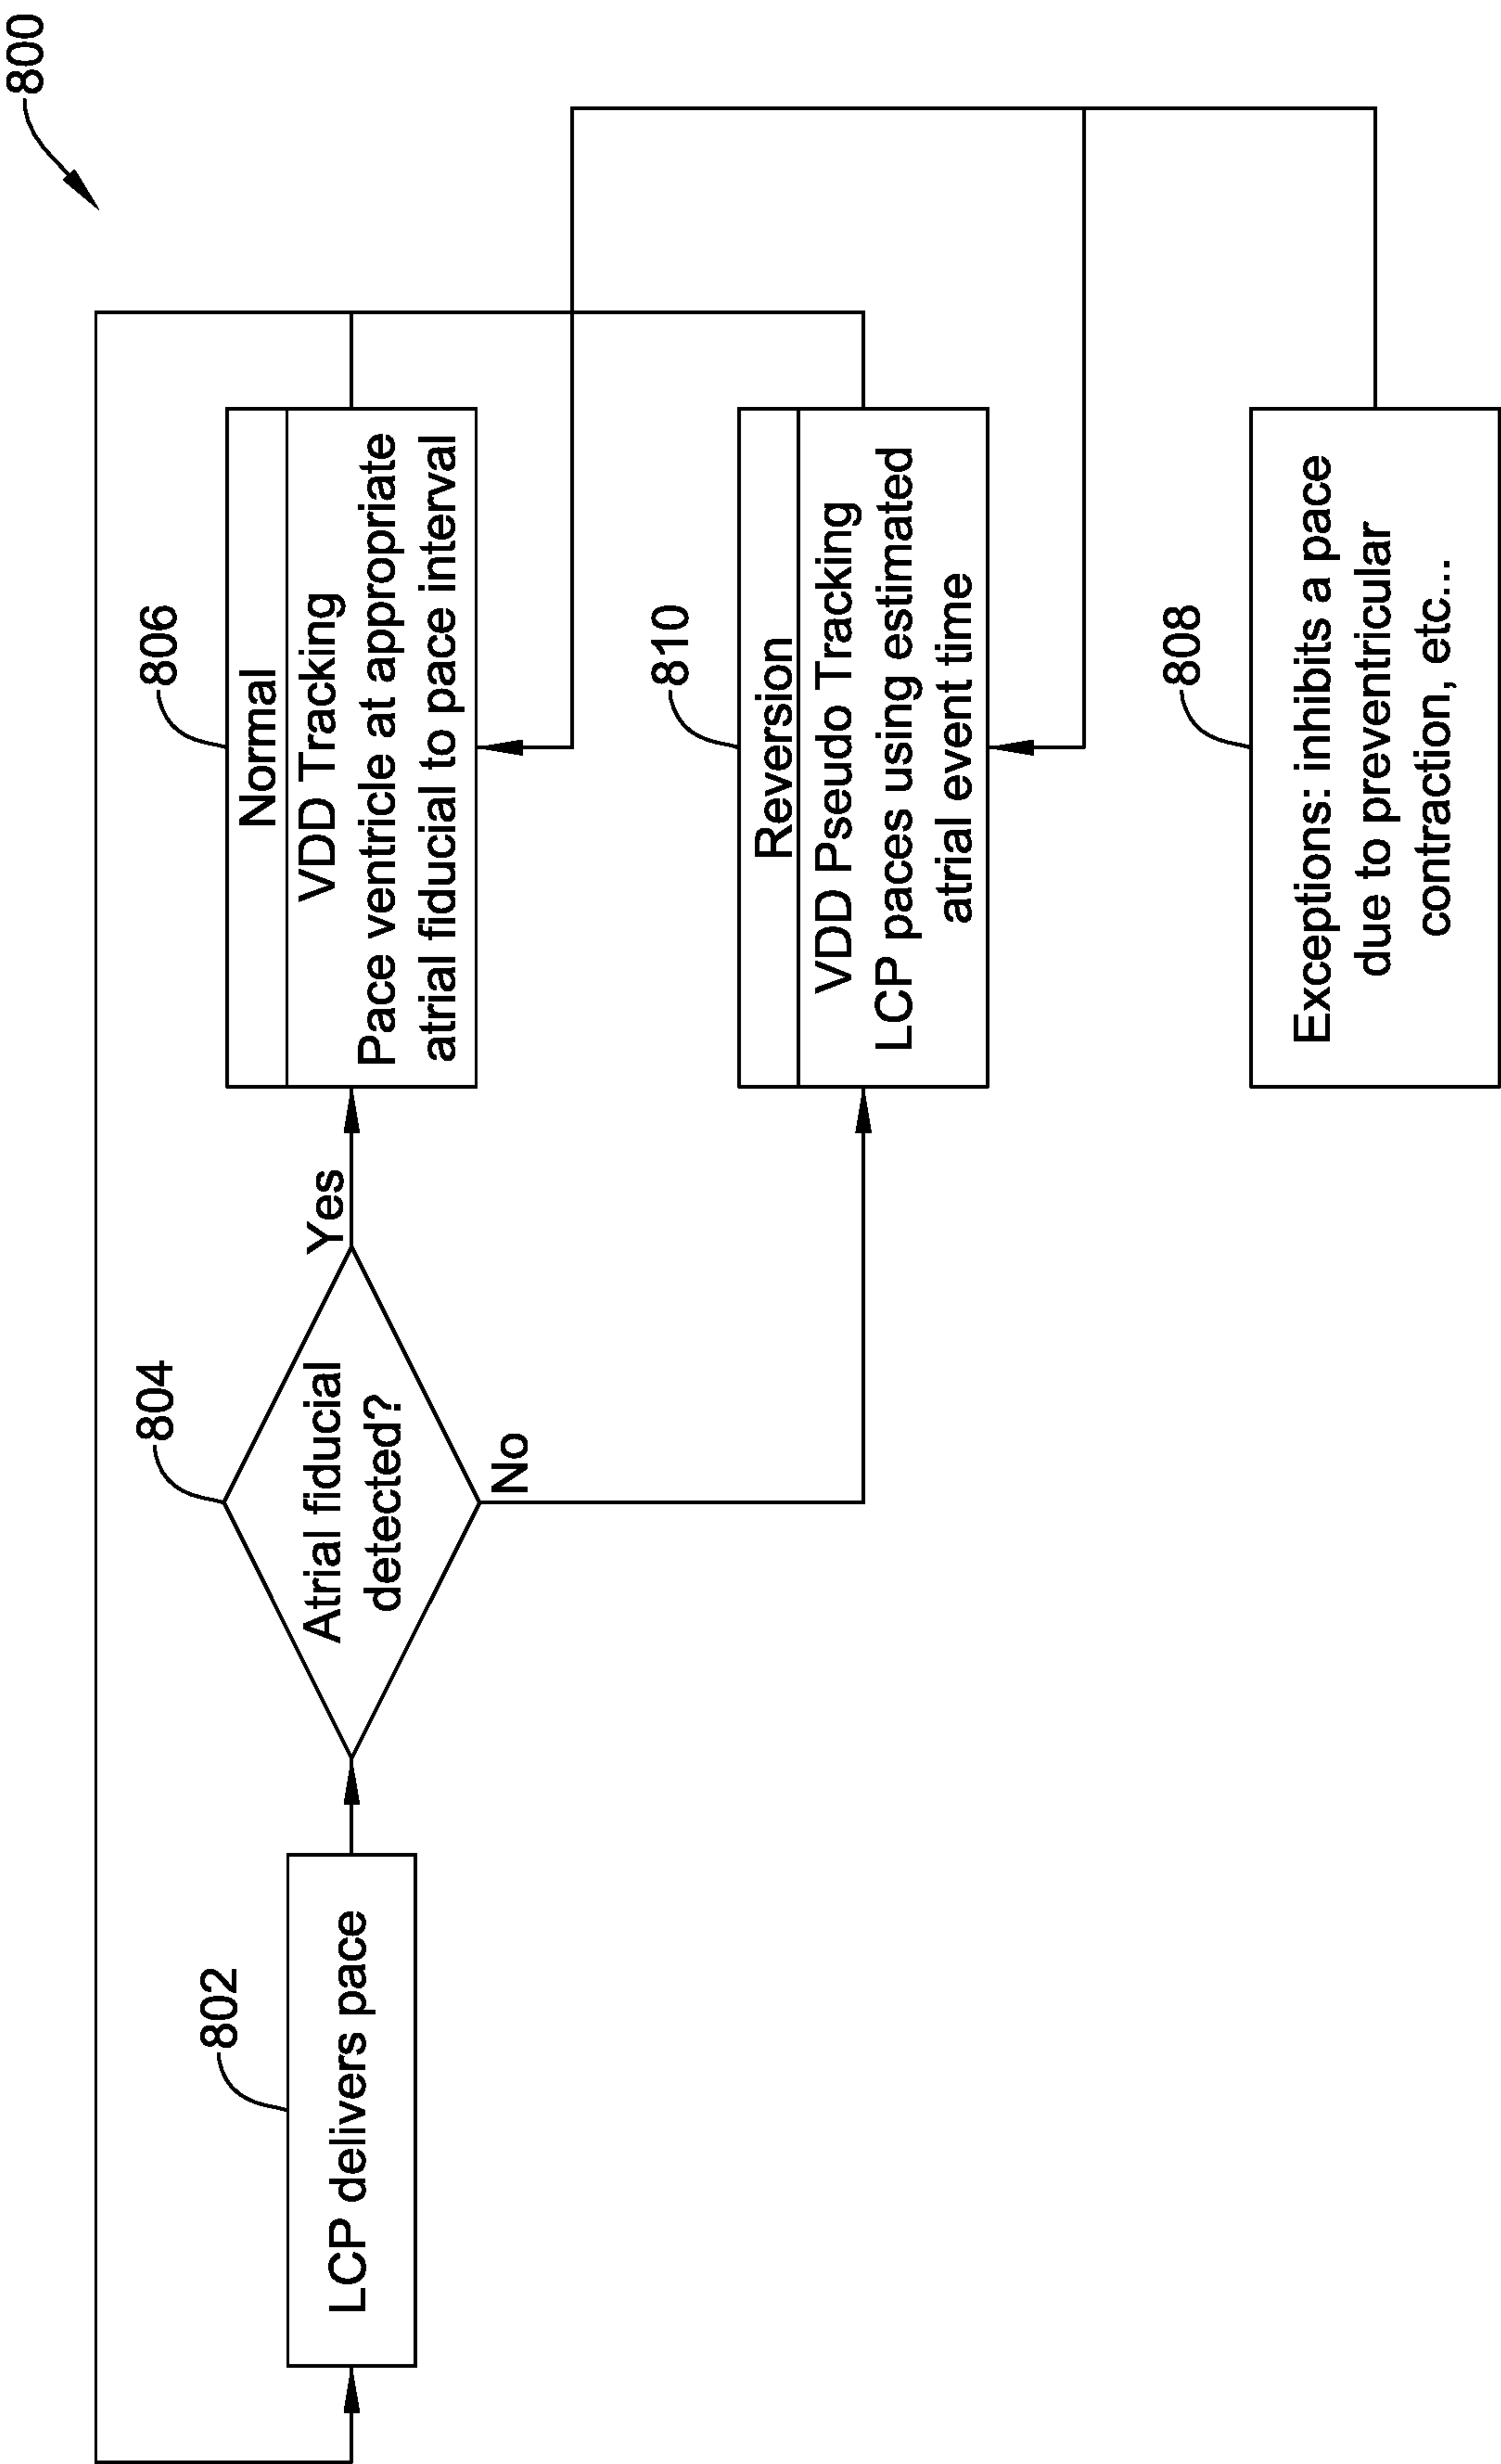 800
802
LCP delivers pace
804
Atrial fiducial
detected?
Yes
No
806
Normal
VDD Tracking
Pace ventricle at appropriate
atrial fiducial to pace interval
810
Reversion
VDD Pseudo Tracking
LCP paces using estimated
atrial event time
808
Exceptions: inhibits a pace
due to preventricular
contraction, etc...